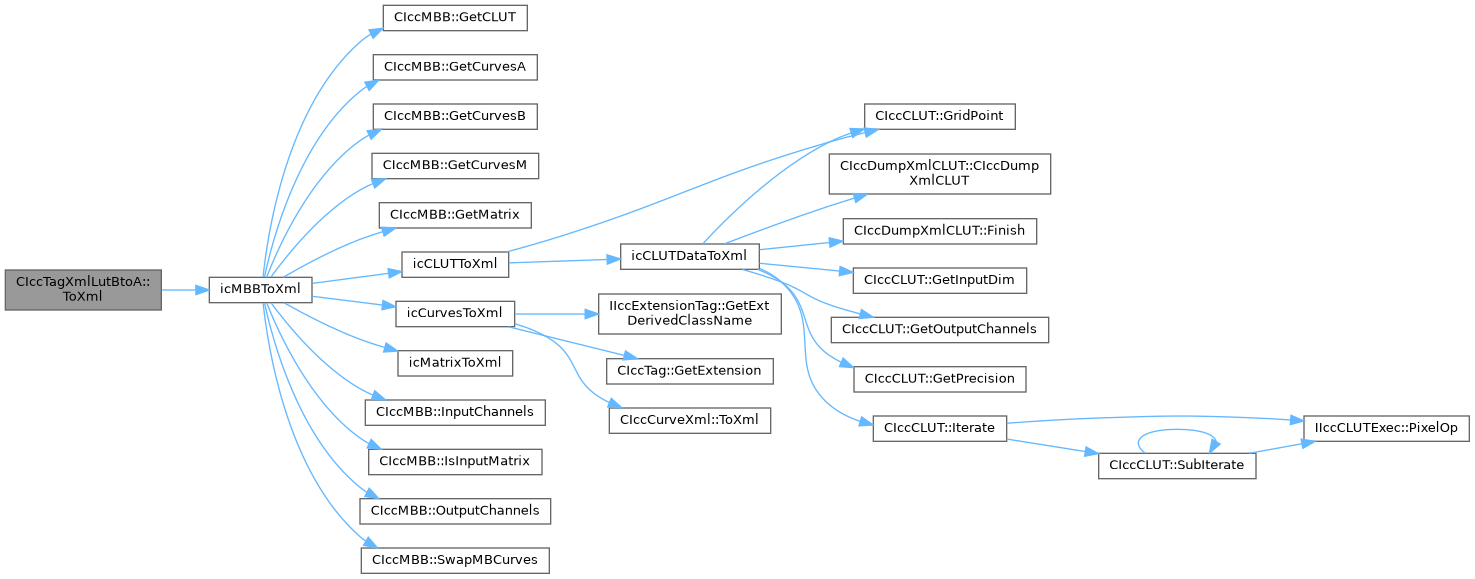 CIccTagXmlLutBtoA::
ToXml
icMBBToXml
CIccMBB::GetCLUT
CIccMBB::GetCurvesA
CIccMBB::GetCurvesB
CIccMBB::GetCurvesM
CIccMBB::GetMatrix
icCLUTToXml
icCurvesToXml
icMatrixToXml
CIccMBB::InputChannels
CIccMBB::IsInputMatrix
CIccMBB::OutputChannels
CIccMBB::SwapMBCurves
icCLUTDataToXml
IIccExtensionTag::GetExt
DerivedClassName
CIccTag::GetExtension
CIccCurveXml::ToXml
CIccCLUT::GridPoint
CIccDumpXmlCLUT::CIccDump
XmlCLUT
CIccDumpXmlCLUT::Finish
CIccCLUT::GetInputDim
CIccCLUT::GetOutputChannels
CIccCLUT::GetPrecision
CIccCLUT::Iterate
CIccCLUT::SubIterate
IIccCLUTExec::PixelOp